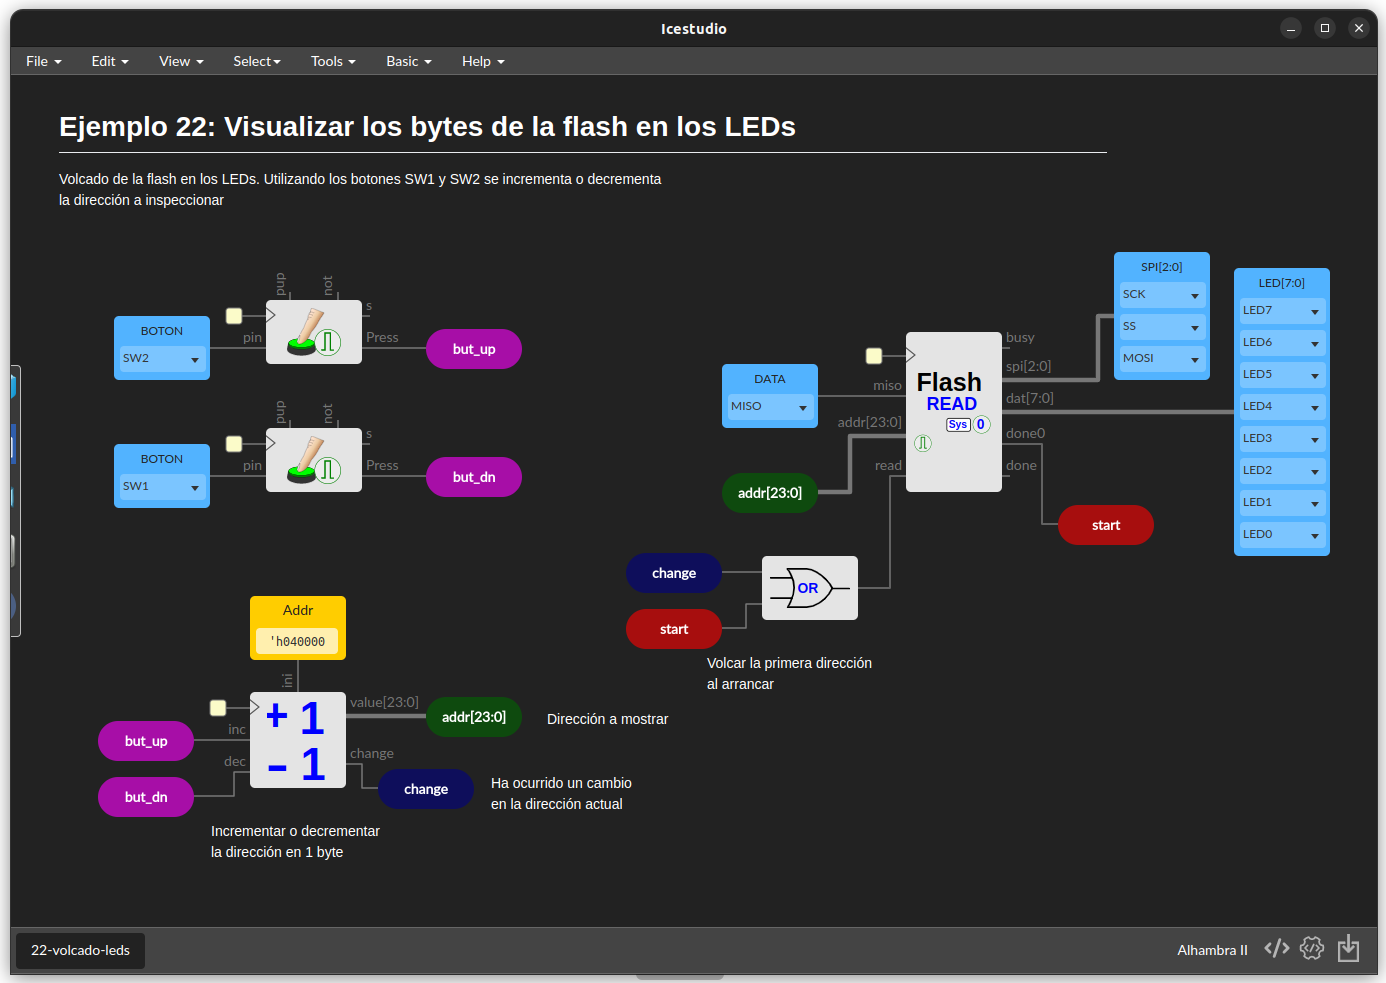 Icestudio
File
Edit
View
Select
Tools
Basic
Help
Ejemplo 22: Visualizar los bytes de la flash en los LEDs
Volcado de la flash en los LEDs. Utilizando los botones SW1 y SW2 se incrementa o decrementa
la dirección a inspeccionar
BOTON
SW2
pin
pup
not
s
Press
but_up
BOTON
SW1
pin
pup
not
s
Press
but_dn
DATA
MISO
miso
addr[23:0]
read
addr[23:0]
Flash
READ
Sys
0
busy
spi[2:0]
dat[7:0]
done0
done
SPI[2:0]
SCK
SS
MOSI
LED[7:0]
LED7
LED6
LED5
LED4
LED3
LED2
LED1
LED0
start
change
start
OR
Volcar la primera dirección
al arrancar
Addr
'h040000
ini
but_up
but_dn
inc
dec
+ 1
– 1
value[23:0]
change
addr[23:0]
Dirección a mostrar
change
Ha ocurrido un cambio
en la dirección actual
Incrementar o decrementar
la dirección en 1 byte
22-volcado-leds
Alhambra II